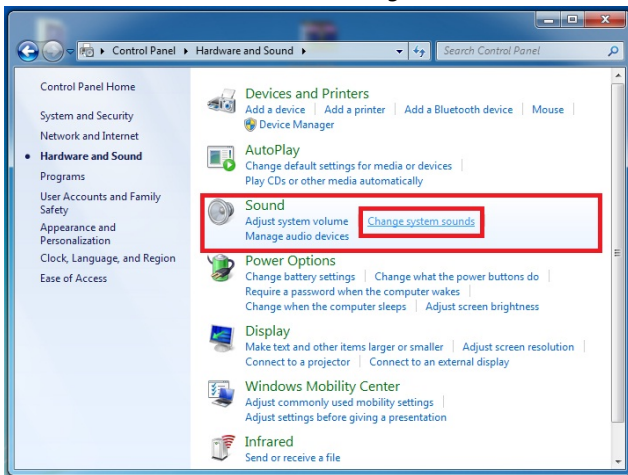 Control Panel Hardware and Sound Search Control Panel
Control Panel Home
System and Security
Network and Internet
Hardware and Sound
Programs
User Accounts and Family
Safety
Appearance and
Personalization
Clock, Language, and Region
Ease of Access
Devices and Printers
Add a device Add a printer Add a Bluetooth device Mouse
Device Manager
AutoPlay
Change default settings for media or devices
Play CDs or other media automatically
Sound
Adjust system volume Change system sounds
Manage audio devices
Power Options
Change battery settings Change what the power buttons do
Require a password when the computer wakes
Change when the computer sleeps Adjust screen brightness
Display
Make text and other items larger or smaller Adjust screen resolution
Connect to a projector Connect to an external display
Windows Mobility Center
Adjust commonly used mobility settings
Adjust settings before giving a presentation
Infrared
Send or receive a file